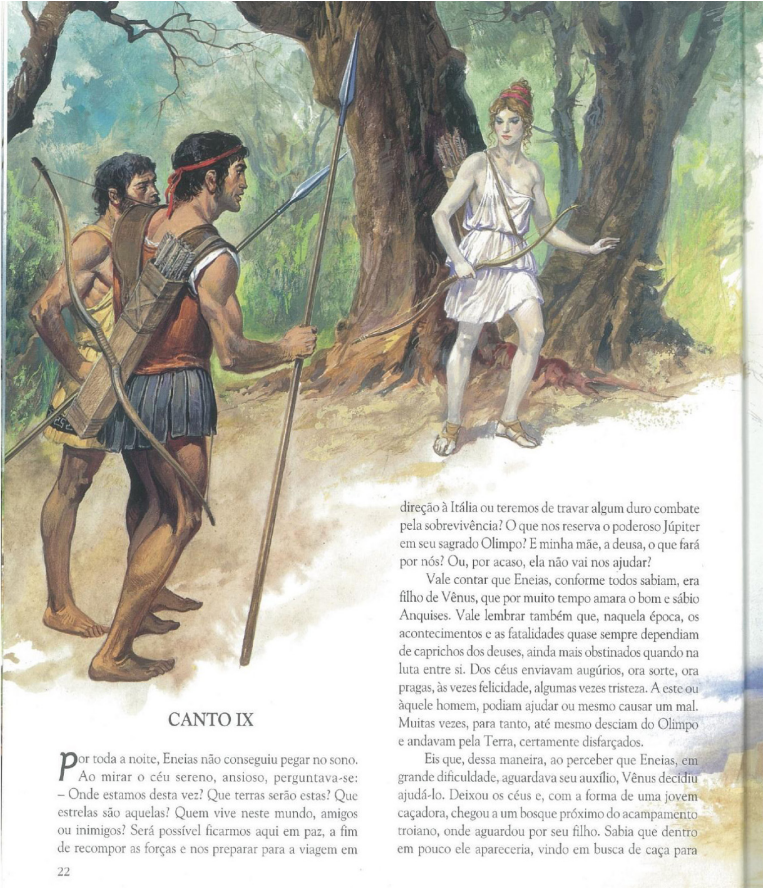 CANTO IX
Por toda a noite, Eneias não conseguiu pegar no sono.
Ao mirar o céu sereno, ansioso, perguntava-se:
– Onde estamos desta vez? Que terras serão estas? Que
estrelas são aquelas? Quem vive neste mundo, amigos
ou inimigos? Será possível ficarmos aqui em paz, a fim
de recompor as forças e nos preparar para a viagem em
22
direção à Itália ou teremos de travar algum duro combate
pela sobrevivência? O que nos reserva o poderoso Júpiter
em seu sagrado Olimpo? E minha mãe, a deusa, o que fará
por nós? Ou, por acaso, ela não vai nos ajudar?
Vale contar que Eneias, conforme todos sabiam, era
filho de Vênus, que por muito tempo amara o bom e sábio
Anquises. Vale lembrar também que, naquela época, os
acontecimentos e as fatalidades quase sempre dependiam
de caprichos dos deuses, ainda mais obstinados quando na
luta entre si. Dos céus enviavam augúrios, ora sorte, ora
pragas, às vezes felicidade, algumas vezes tristeza. A este ou
àquele homem, podiam ajudar ou mesmo causar um mal.
Muitas vezes, para tanto, até mesmo desciam do Olimpo
e andavam pela Terra, certamente disfarçados.
Eis que, dessa maneira, ao perceber que Eneias, em
grande dificuldade, aguardava seu auxílio, Vênus decidiu
ajudá-lo. Deixou os céus e, com a forma de uma jovem
caçadora, chegou a um bosque próximo do acampamento
troiano, onde aguardou por seu filho. Sabia que dentro
em pouco ele apareceria, vindo em busca de caça para